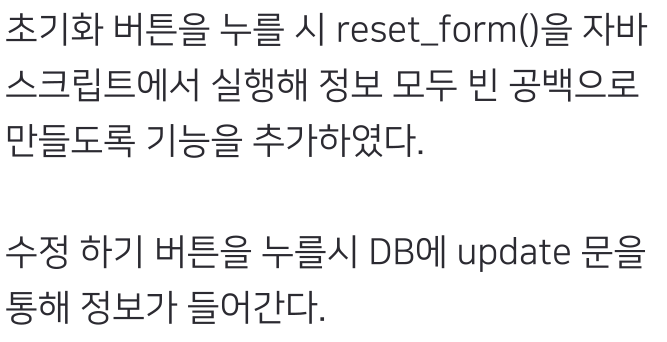 초기화 버튼을 누를 시 reset_form()을 자바
스크립트에서 실행해 정보 모두 빈 공백으로
만들도록 기능을 추가하였다.
수정 하기 버튼을 누를시 DB에 update 문을
통해 정보가 들어간다.